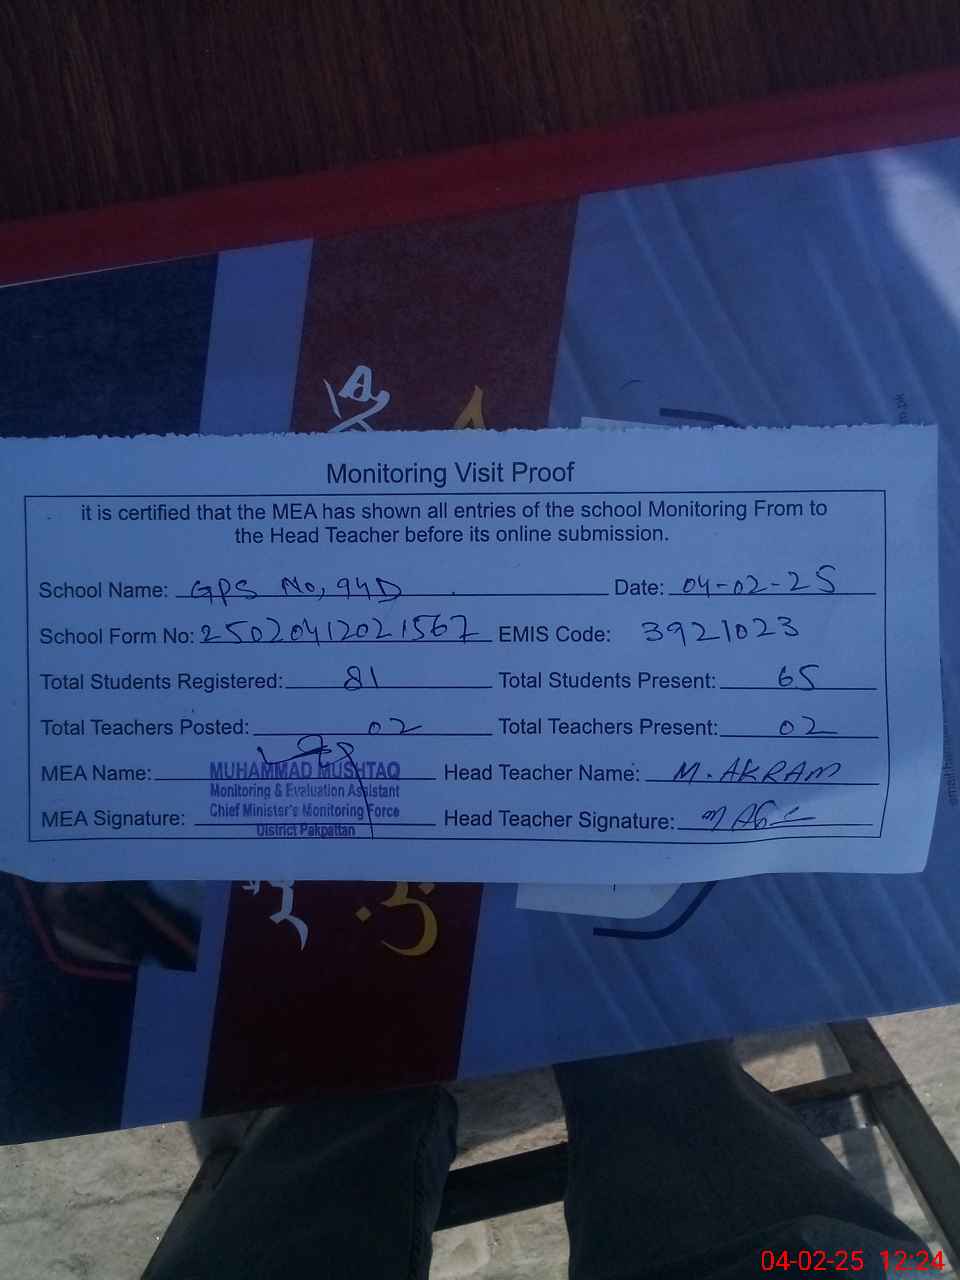 Monitoring Visit Proof
it is certified that the MEA has shown all entries of the school Monitoring From to
the Head Teacher before its online submission.
School Name: GPS No, 94D Date: 04-02-25
School Form No: 25020412021567 EMIS Code: 3921023
Total Students Registered: 81 Total Students Present: 65
Total Teachers Posted: 02 Total Teachers Present: 02
MEA Name: MUHAMMAD MUSHTAQ Head Teacher Name: M. AKRAM
Monitoring & Evaluation Assistant
Chief Minister's Monitoring Force
MEA Signature: Head Teacher Signature:
District Pakpattan
04-02-25 12:24